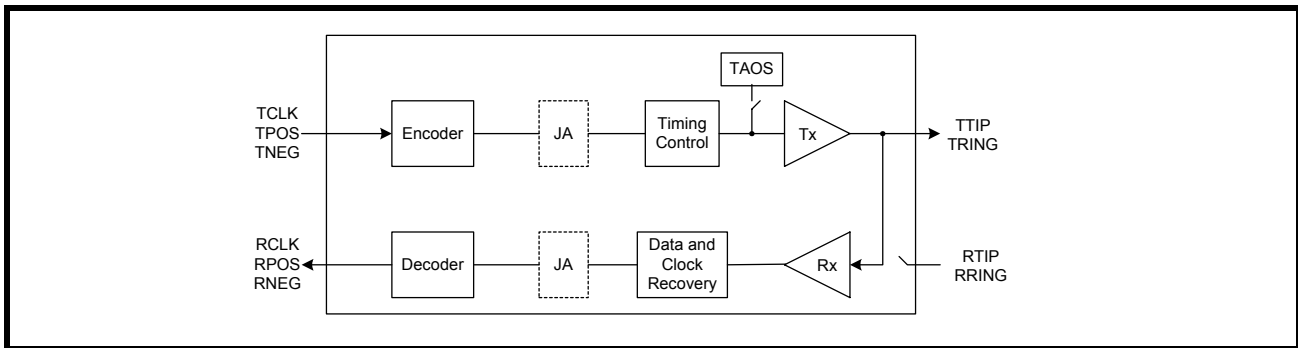 TAOS
TCLK
TPOS
TNEG
Encoder
JA
Timing
Control
Tx
TTIP
TRING
RCLK
RPOS
RNEG
Decoder
JA
Data and
Clock
Recovery
Rx
RTIP
RRING